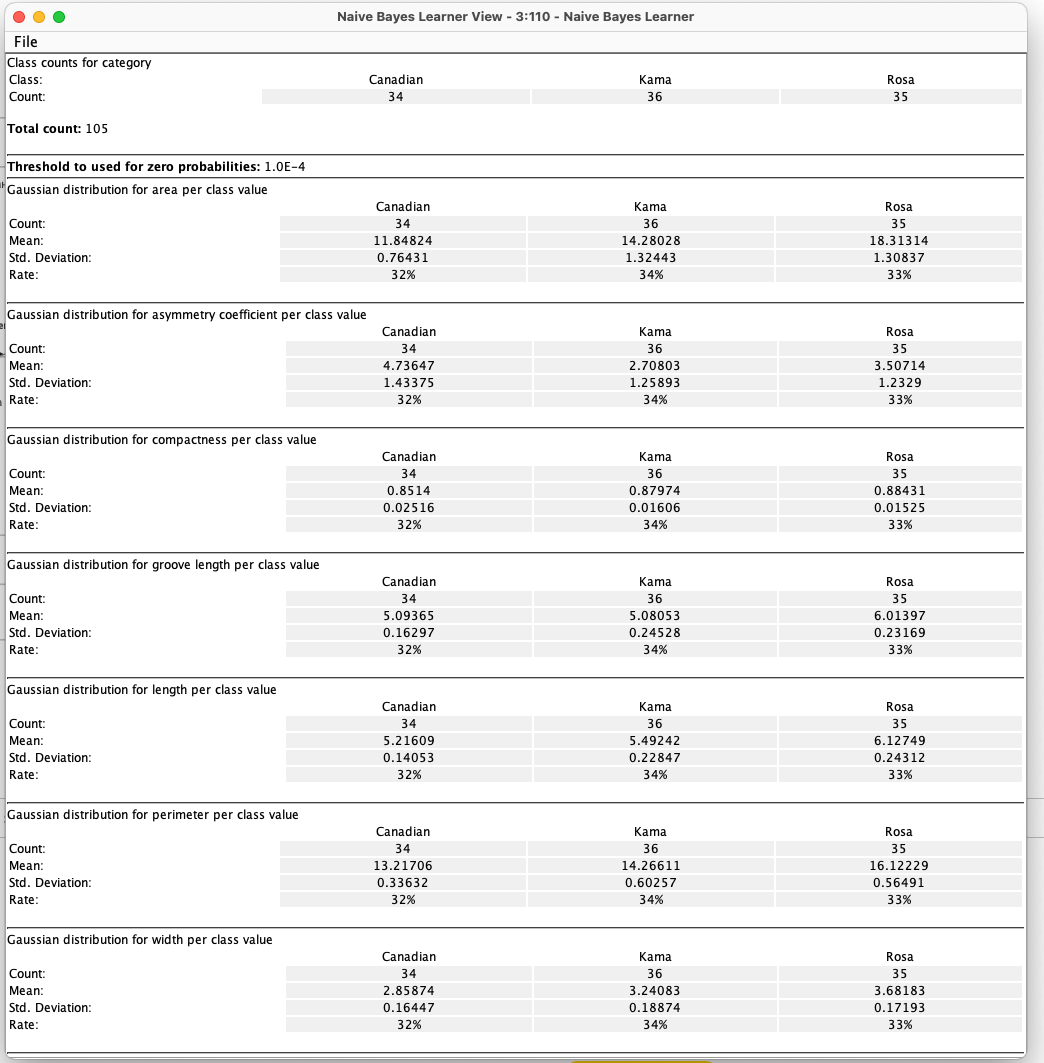 Naive Bayes Learner View - 3:110 - Naive Bayes Learner
File
Class counts for category
Class: Canadian Kama Rosa
Count: 34 36 35
Total count: 105
Threshold to used for zero probabilities: 1.0E-4
Gaussian distribution for area per class value
Canadian Kama Rosa
Count: 34 36 35
Mean: 11.84824 14.28028 18.31314
Std. Deviation: 0.76431 1.32443 1.30837
Rate: 32% 34% 33%
Gaussian distribution for asymmetry coefficient per class value
Canadian Kama Rosa
Count: 34 36 35
Mean: 4.73647 2.70803 3.50714
Std. Deviation: 1.43375 1.25893 1.2329
Rate: 32% 34% 33%
Gaussian distribution for compactness per class value
Canadian Kama Rosa
Count: 34 36 35
Mean: 0.8514 0.87974 0.88431
Std. Deviation: 0.02516 0.01606 0.01525
Rate: 32% 34% 33%
Gaussian distribution for groove length per class value
Canadian Kama Rosa
Count: 34 36 35
Mean: 5.09365 5.08053 6.01397
Std. Deviation: 0.16297 0.24528 0.23169
Rate: 32% 34% 33%
Gaussian distribution for length per class value
Canadian Kama Rosa
Count: 34 36 35
Mean: 5.21609 5.49242 6.12749
Std. Deviation: 0.14053 0.22847 0.24312
Rate: 32% 34% 33%
Gaussian distribution for perimeter per class value
Canadian Kama Rosa
Count: 34 36 35
Mean: 13.21706 14.26611 16.12229
Std. Deviation: 0.33632 0.60257 0.56491
Rate: 32% 34% 33%
Gaussian distribution for width per class value
Canadian Kama Rosa
Count: 34 36 35
Mean: 2.85874 3.24083 3.68183
Std. Deviation: 0.16447 0.18874 0.17193
Rate: 32% 34% 33%